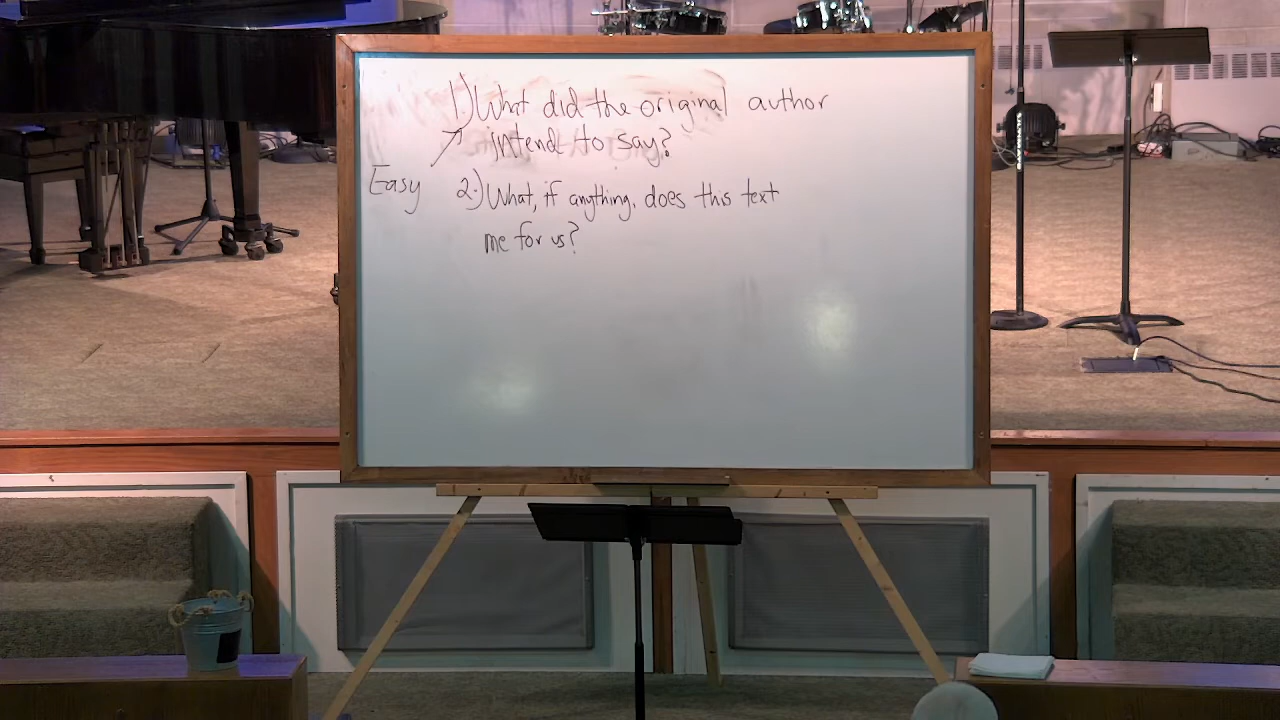 1.) What did the original author
intend to say?
Easy
2.) What, if anything, does this text
me for us?